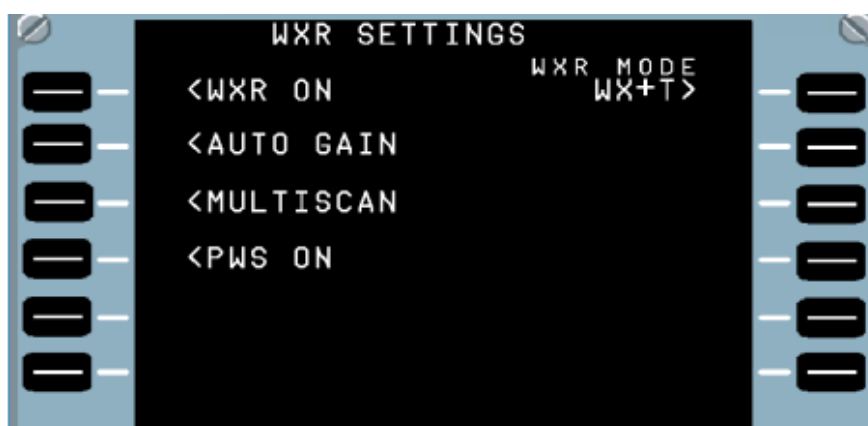 WXR SETTINGS
WXR MODE
<WXR ON WX+T>
<AUTO GAIN
<MULTISCAN
<PWS ON